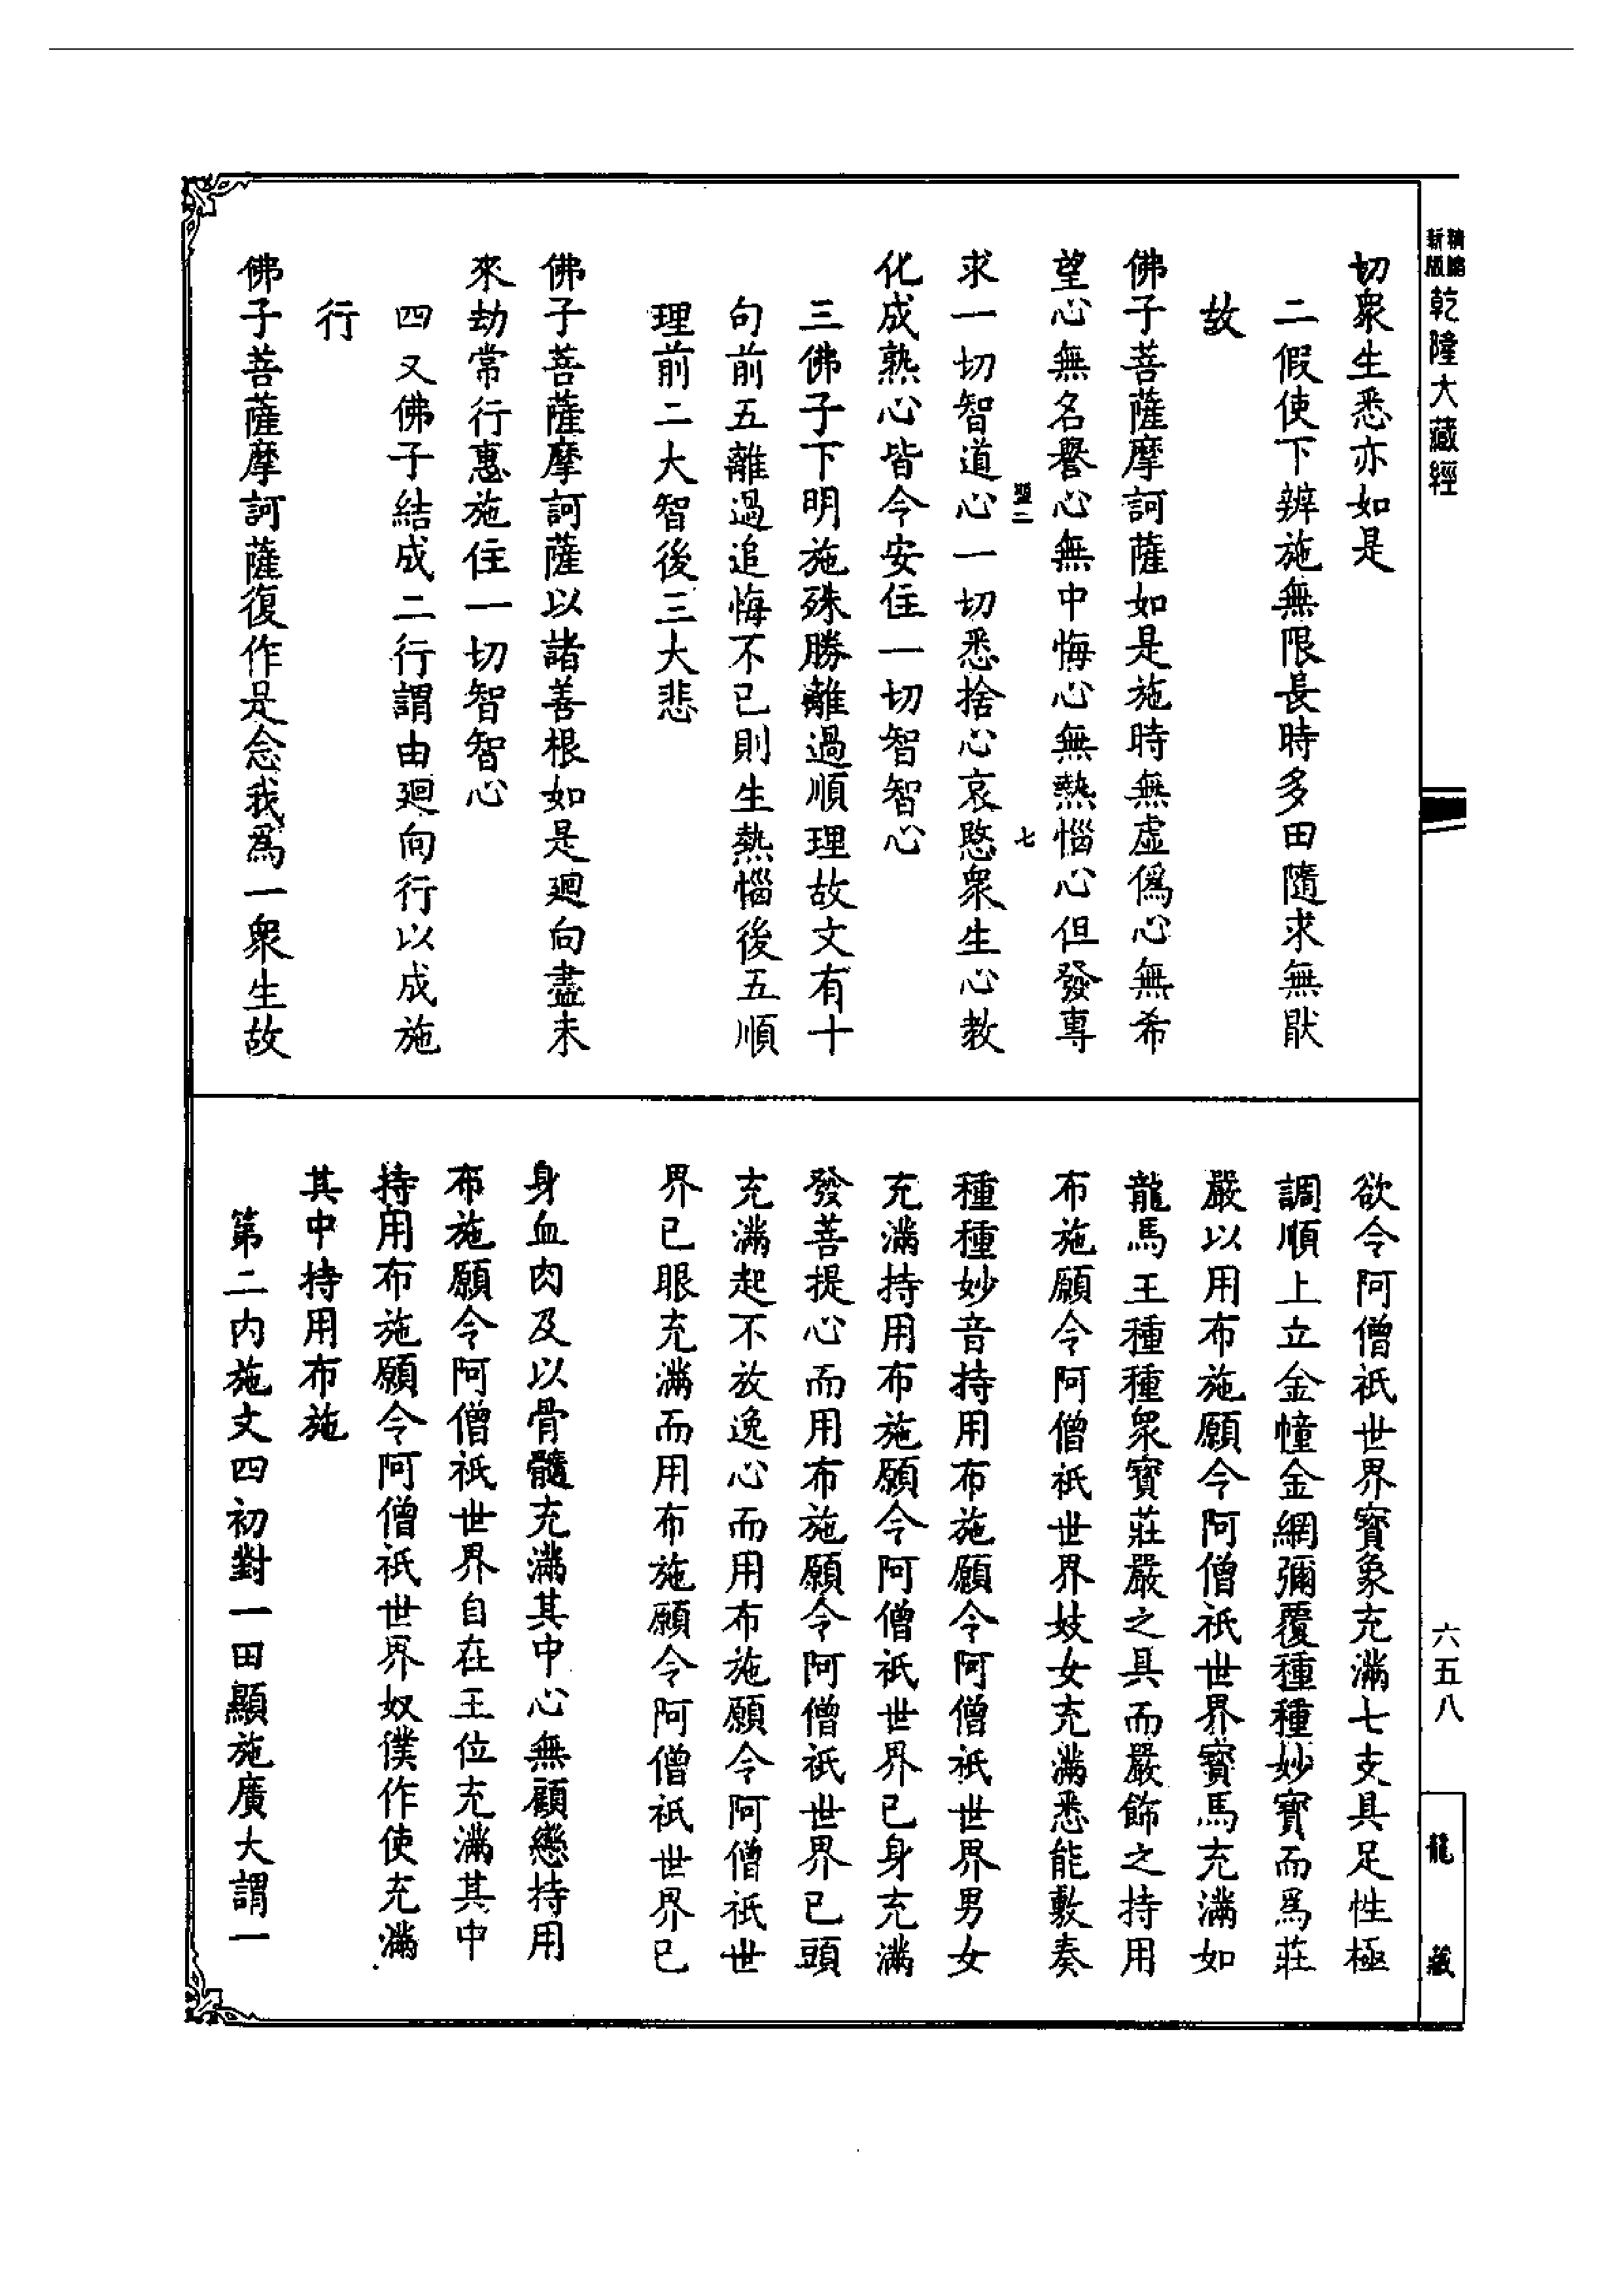 新版 精縮 乾隆大藏經
六五八
龍藏
切衆生悉亦如是
二假使下辨施無限長時多田隨求無猒
故
佛子菩薩摩訶薩如是施時無虛僞心無希
望心無名譽心無中悔心無熱惱心但發專
七
求一切智道心一切悉捨心哀愍衆生心教
化成熟心皆令安住一切智智心
三佛子下明施殊勝離過順理故文有十
句前五離過追悔不已則生熱惱後五順
理前二大智後三大悲
佛子菩薩摩訶薩以諸善根如是迴向盡未
來劫常行惠施住一切智智心
四又佛子結成二行謂由迴向行以成施
行
佛子菩薩摩訶薩復作是念我爲一衆生故
欲令阿僧祇世界寶象充滿七支具足性極
調順上立金幢金網彌覆種種妙寶而爲莊
嚴以用布施願令阿僧祇世界寶馬充滿如
龍馬王種種衆寶莊嚴之具而嚴飾之持用
布施願令阿僧祇世界妓女充滿悉能敷奏
種種妙音持用布施願令阿僧祇世界男女
充滿持用布施願令阿僧祇世界己身充滿
發菩提心而用布施願令阿僧祇世界己頭
充滿起不放逸心而用布施願令阿僧祇世
界己眼充滿而用布施願令阿僧祇世界己
身血肉及以骨髓充滿其中心無顧戀持用
布施願令阿僧祇世界自在王位充滿其中
持用布施願令阿僧祇世界奴僕作使充滿
其中持用布施
第二内施文四初對一田顯施廣大謂一